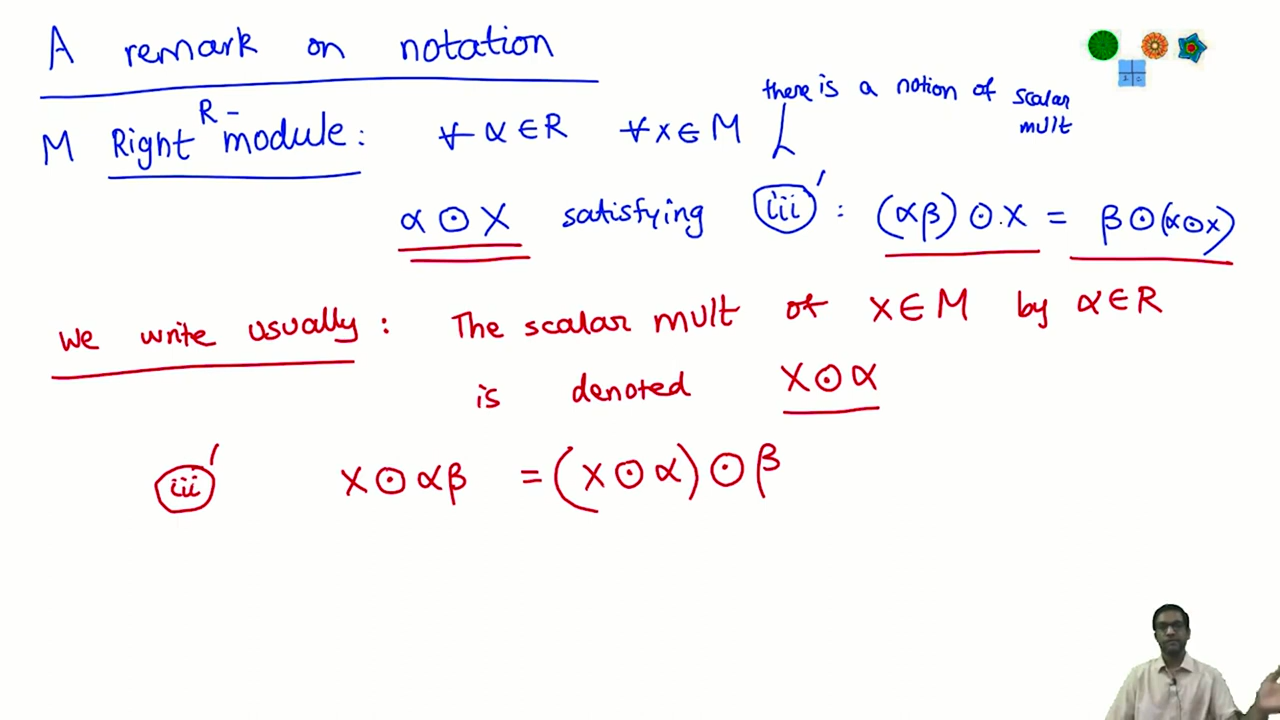 A remark on notation
M Right R-module : ∀ α ∈ R ∀ x ∈ M there is a notion of scalar mult
α ⊙ x satisfying (iii)' : (αβ) ⊙ x = β ⊙ (α ⊙ x)
We write usually : The scalar mult of x ∈ M by α ∈ R
is denoted x ⊙ α
(iii)' x ⊙ αβ = (x ⊙ α) ⊙ β